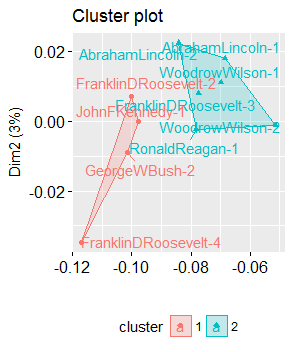 Cluster plot
0.02
AbrahamLincoln-1
AbrahamLincoln-2
WoodrowWilson-1
FranklinDRoosevelt-2
FranklinDRoosevelt-3
JohnFKennedy-1
0.00
WoodrowWilson-2
RonaldReagan-1
GeorgeWBush-2
-0.02
FranklinDRoosevelt-4
Dim2 (3%)
-0.12 -0.10 -0.08 -0.06
cluster a 1 a 2